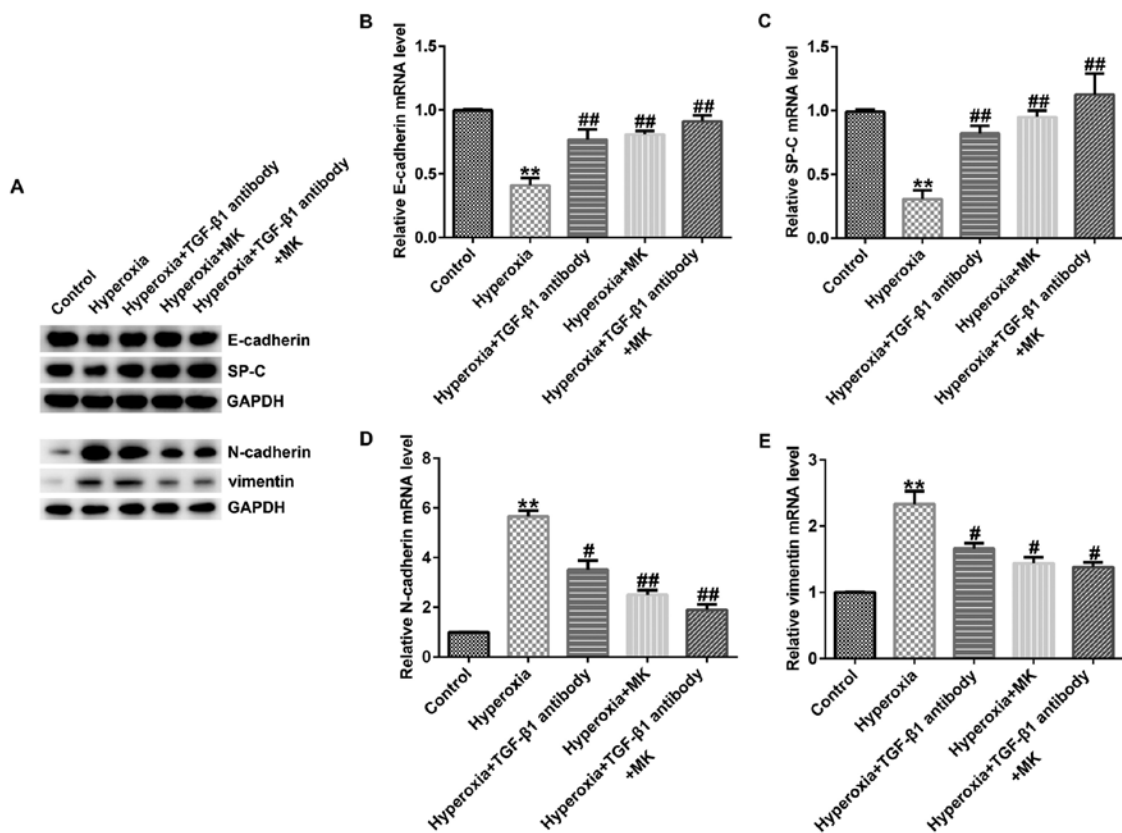 A
Control
Hyperoxia
Hyperoxia+TGF-β1 antibody
Hyperoxia+MK
Hyperoxia+TGF-β1 antibody
+MK
E-cadherin
SP-C
GAPDH
N-cadherin
vimentin
GAPDH
B
Relative E-cadherin mRNA level
1.5
1.0
0.5
0.0
**
##
##
##
Control
Hyperoxia
Hyperoxia+TGF-β1 antibody
Hyperoxia+MK
Hyperoxia+TGF-β1 antibody
+MK
C
Relative SP-C mRNA level
1.5
1.0
0.5
0.0
**
##
##
##
Control
Hyperoxia
Hyperoxia+TGF-β1 antibody
Hyperoxia+MK
Hyperoxia+TGF-β1 antibody
+MK
D
Relative N-cadherin mRNA level
8
6
4
2
0
**
#
##
##
Control
Hyperoxia
Hyperoxia+TGF-β1 antibody
Hyperoxia+MK
Hyperoxia+TGF-β1 antibody
+MK
E
Relative vimentin mRNA level
3
2
1
0
**
#
#
#
Control
Hyperoxia
Hyperoxia+TGF-β1 antibody
Hyperoxia+MK
Hyperoxia+TGF-β1 antibody
+MK